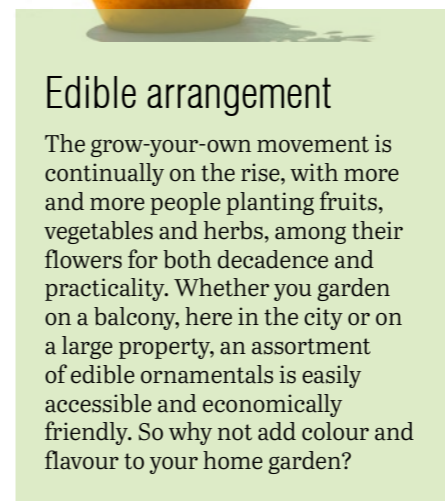 Edible arrangement
The grow-your-own movement is
continually on the rise, with more
and more people planting fruits,
vegetables and herbs, among their
flowers for both decadence and
practicality. Whether you garden
on a balcony, here in the city or on
a large property, an assortment
of edible ornamentals is easily
accessible and economically
friendly. So why not add colour and
flavour to your home garden?